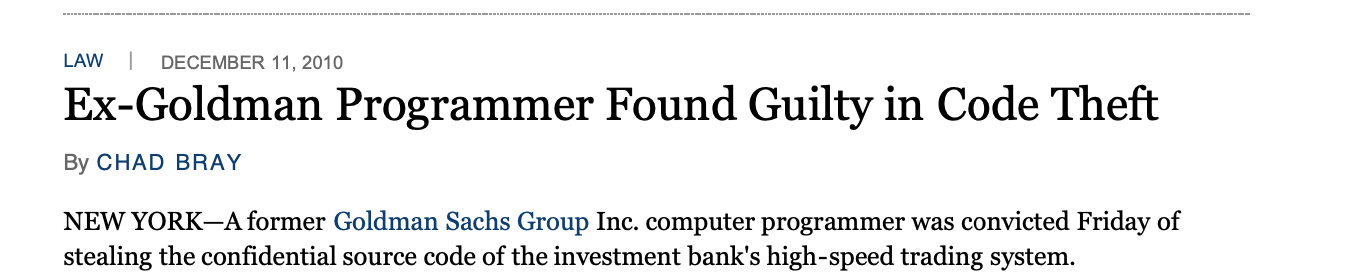 LAW | DECEMBER 11, 2010
Ex-Goldman Programmer Found Guilty in Code Theft
By CHAD BRAY
NEW YORK—A former Goldman Sachs Group Inc. computer programmer was convicted Friday of
stealing the confidential source code of the investment bank's high-speed trading system.